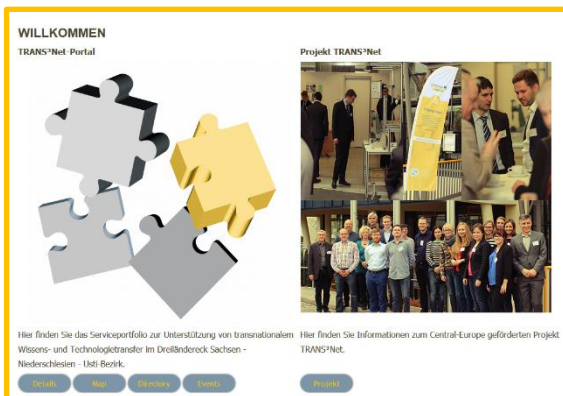 WILLKOMMEN
TRANS³Net-Portal
Projekt TRANS³Net
Hier finden Sie das Serviceportfolio zur Unterstützung von transnationalem
Wissens- und Technologietransfer im Dreiländereck Sachsen -
Niederschlesien - Usti-Bezirk.
Details Map Directory Events
Hier finden Sie Informationen zum Central-Europe geförderten Projekt
TRANS³Net.
Projekt